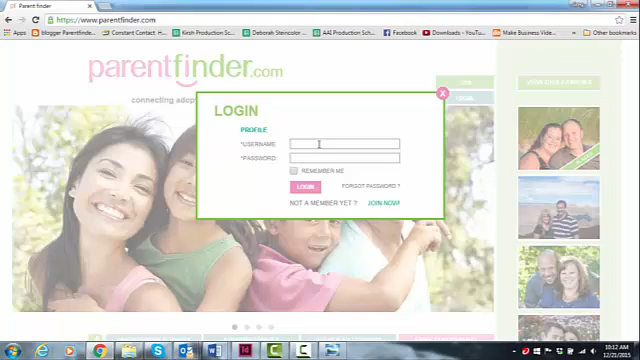 Parent finder
https://www.parentfinder.com
blogger Parentfinde...
Constant Contact H...
Kirsh Production Sc...
Deborah Steincolor ...
AAI Production Sch...
Facebook
Downloads - YouTu...
Make Business Vide...
Other bookmarks
parentfinder.com
connecting adop
LOGIN
PROFILE
*USERNAME
*PASSWORD
REMEMBER ME
LOGIN
FORGOT PASSWORD ?
NOT A MEMBER YET ?
JOIN NOW!
10:12 AM
12/21/2015